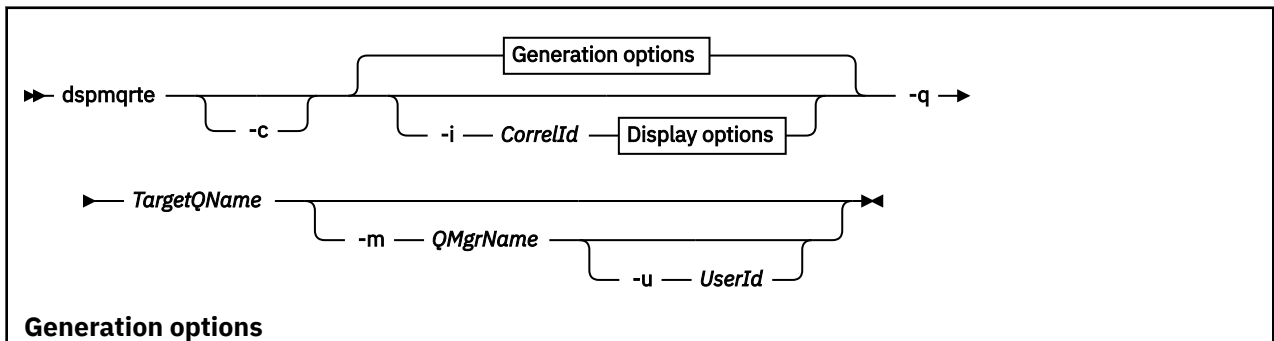 Generation options
dspmqrte -q
-c
-i CorrelId Display options
TargetQName
-m QMgrName
-u UserId
Generation options